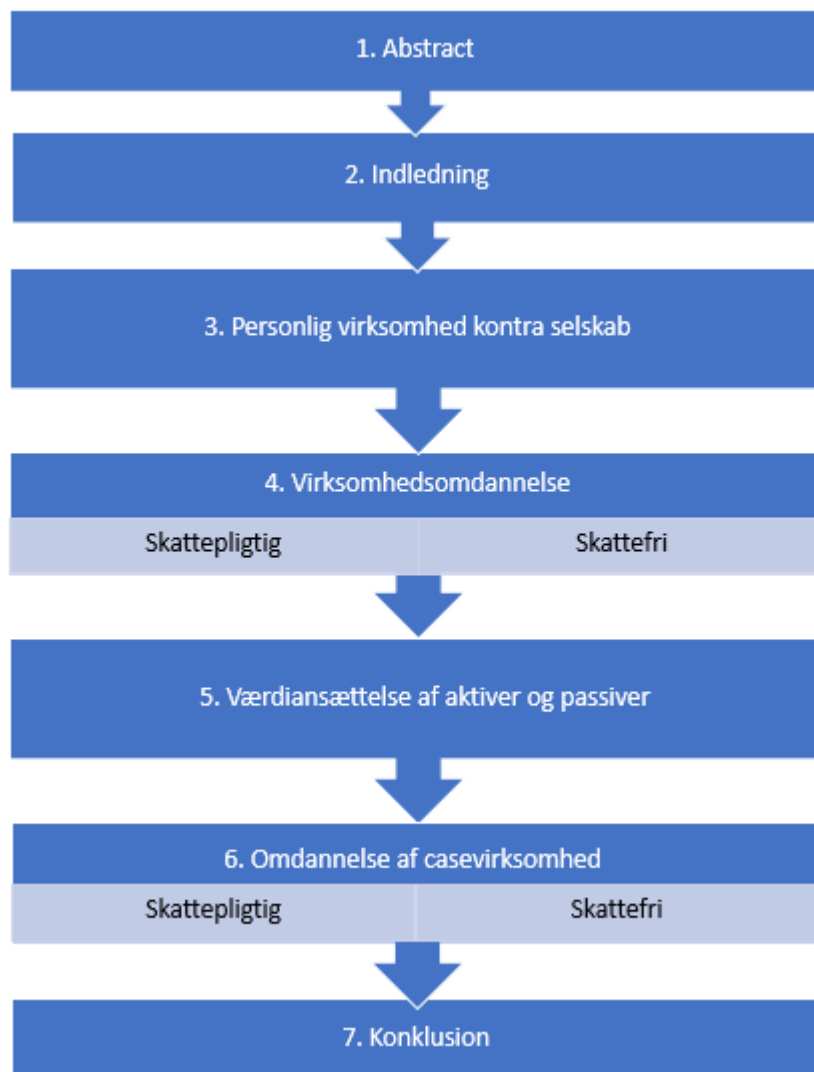 1. Abstract
2. Indledning
3. Personlig virksomhed kontra selskab
4. Virksomhedsomdannelse
Skattepligtig Skattefri
5. Værdiansættelse af aktiver og passiver
6. Omdannelse af casevirksomhed
Skattepligtig Skattefri
7. Konklusion